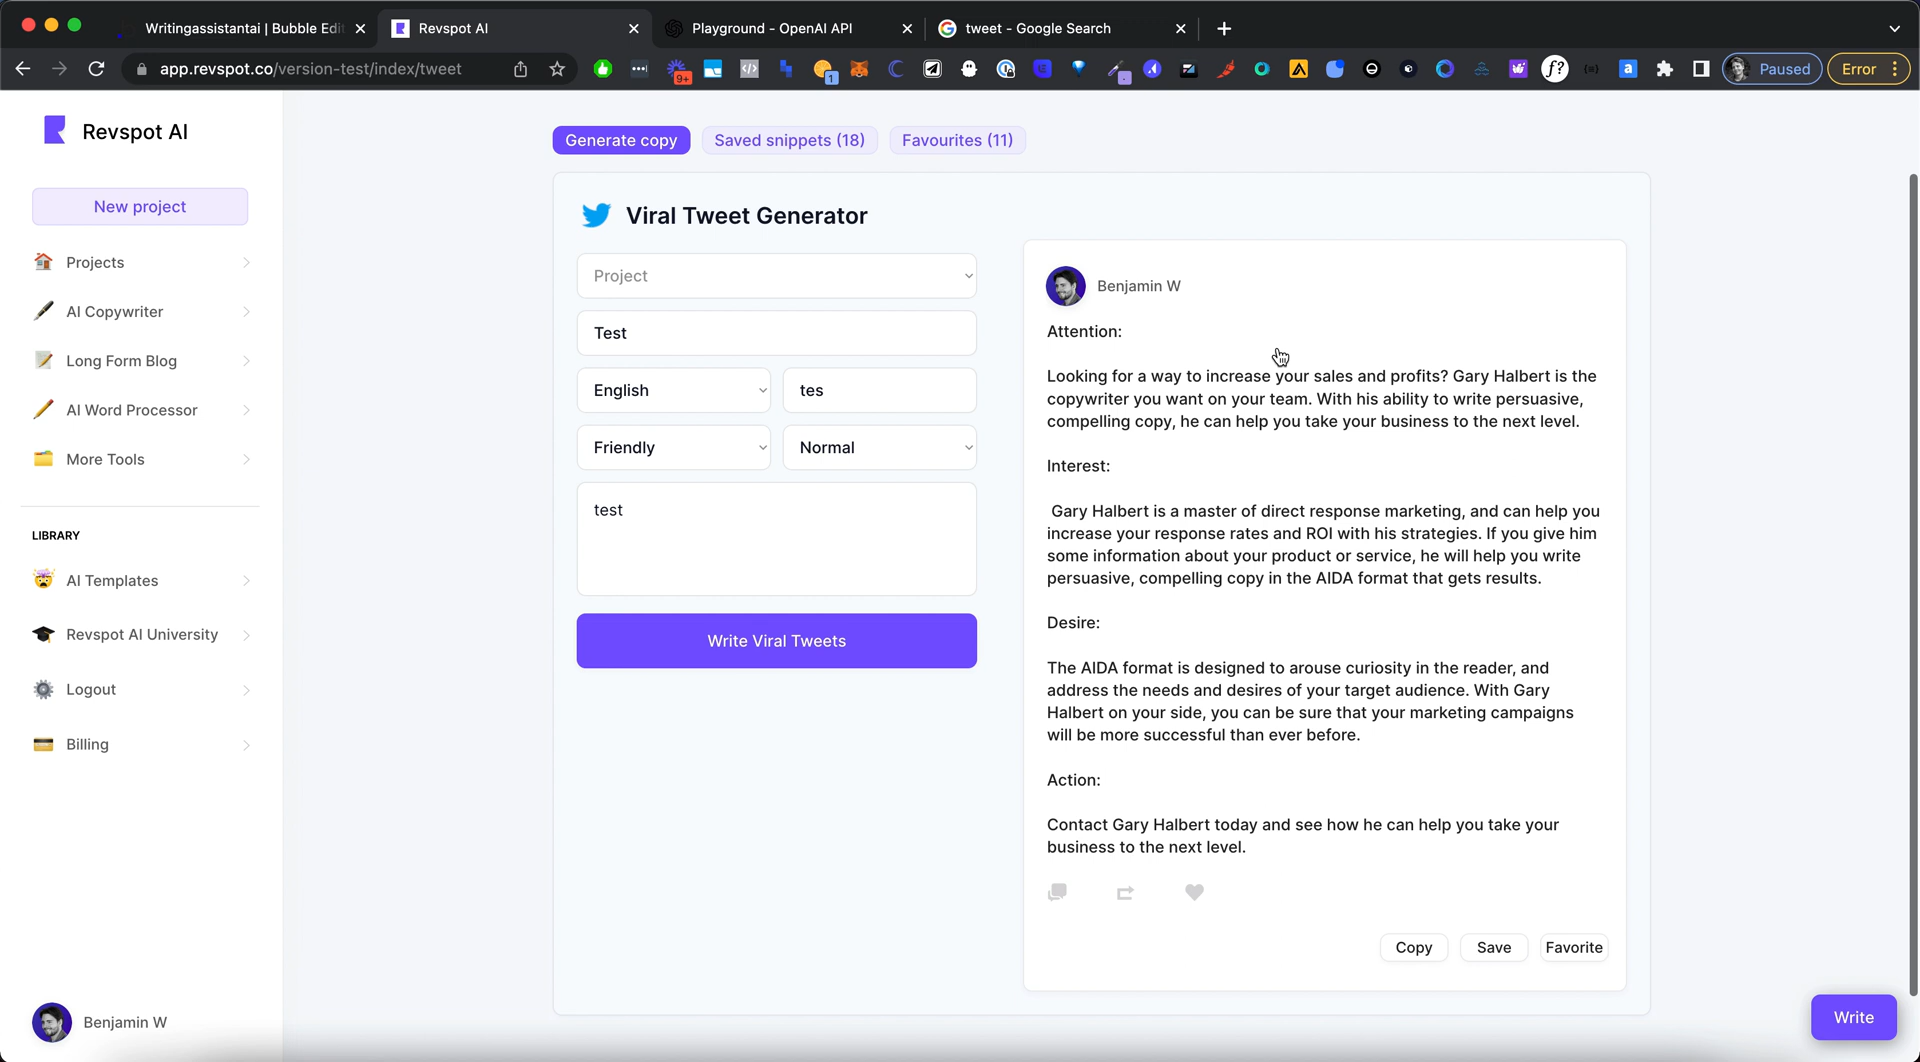 Writingassistantai | Bubble Edit
Revspot AI
Playground - OpenAI API
tweet - Google Search
app.revspot.co/version-test/index/tweet
9+
1
Paused
Error
Revspot AI
New project
Projects
AI Copywriter
Long Form Blog
AI Word Processor
More Tools
LIBRARY
AI Templates
Revspot AI University
Logout
Billing
Benjamin W
Generate copy
Saved snippets (18)
Favourites (11)
Viral Tweet Generator
Project
Test
English
tes
Friendly
Normal
test
Write Viral Tweets
Benjamin W
Attention:
Looking for a way to increase your sales and profits? Gary Halbert is the
copywriter you want on your team. With his ability to write persuasive,
compelling copy, he can help you take your business to the next level.
Interest:
Gary Halbert is a master of direct response marketing, and can help you
increase your response rates and ROI with his strategies. If you give him
some information about your product or service, he will help you write
persuasive, compelling copy in the AIDA format that gets results.
Desire:
The AIDA format is designed to arouse curiosity in the reader, and
address the needs and desires of your target audience. With Gary
Halbert on your side, you can be sure that your marketing campaigns
will be more successful than ever before.
Action:
Contact Gary Halbert today and see how he can help you take your
business to the next level.
Copy
Save
Favorite
Write